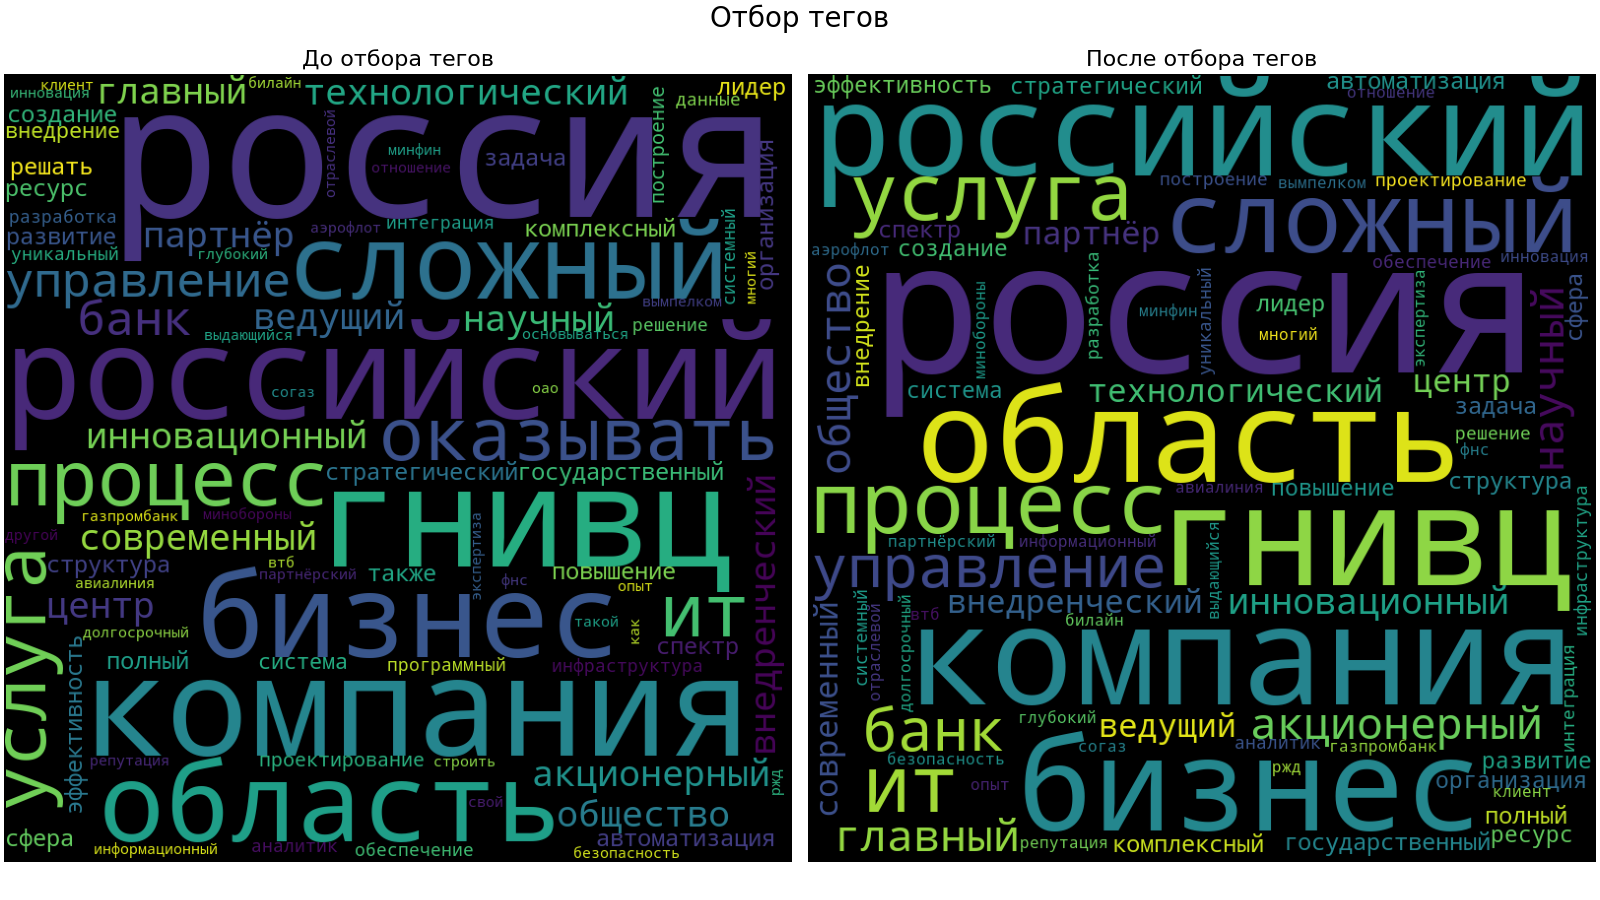 Отбор тегов
До отбора тегов
клиент
главный
билайн
технологический
лидер
инновация
данные
создание
внедрение
россия
отраслевой
минфин
отношение
задача
построение
организация
решать
ресурс
разработка
развитие
партнёр
аэрофлот
интеграция
комплексный
системный
уникальный
глубокий
управление
сложный
многий
вымпелком
банк
ведущий
научный
решение
выдающийся
основываться
российский
согаз
оао
инновационный
оказывать
процесс
стратегический
государственный
гнивц
газпромбанк
минобороны
другой
современный
экспертиза
внедренческий
структура
втб
партнёрский
также
фнс
повышение
опыт
авиалиния
центр
бизнес
такой
как
ит
долгосрочный
спектр
услуга
полный
система
программный
инфраструктура
эффективность
компания
репутация
проектирование
строить
акционерный
ржд
область
свой
общество
сфера
информационный
аналитик
обеспечение
автоматизация
безопасность
После отбора тегов
эффективность
стратегический
автоматизация
отношение
российский
услуга
построение
вымпелком
проектирование
сложный
спектр
партнёр
аэрофлот
создание
обеспечение
инновация
общество
внедрение
россия
минобороны
разработка
минфин
уникальный
лидер
многий
экспертиза
научный
сфера
система
технологический
центр
задача
область
решение
фнс
авиалиния
повышение
структура
процесс
гнивц
инфраструктура
партнёрский
информационный
управление
выдающийся
внедренческий
инновационный
современный
системный
отраслевой
долгосрочный
втб
билайн
компания
интеграция
банк
глубокий
ведущий
акционерный
согаз
аналитик
газпромбанк
безопасность
ржд
развитие
ит
опыт
бизнес
организация
клиент
полный
главный
репутация
комплексный
государственный
ресурс